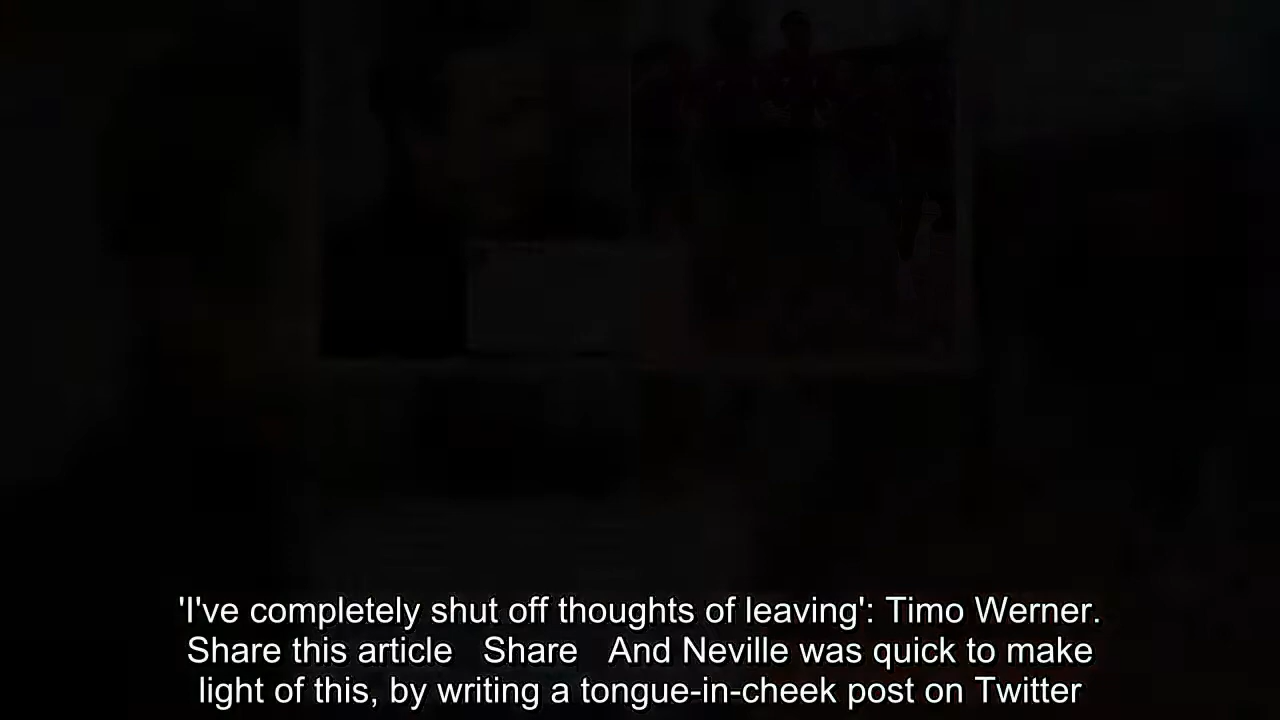 'I've completely shut off thoughts of leaving': Timo Werner.
Share this article   Share   And Neville was quick to make
light of this, by writing a tongue-in-cheek post on Twitter